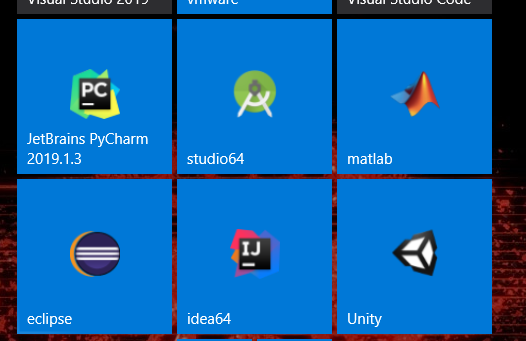 Visual Studio 2019
vmware
Visual Studio Code
PC
JetBrains PyCharm
2019.1.3
studio64
matlab
eclipse
IJ
idea64
Unity